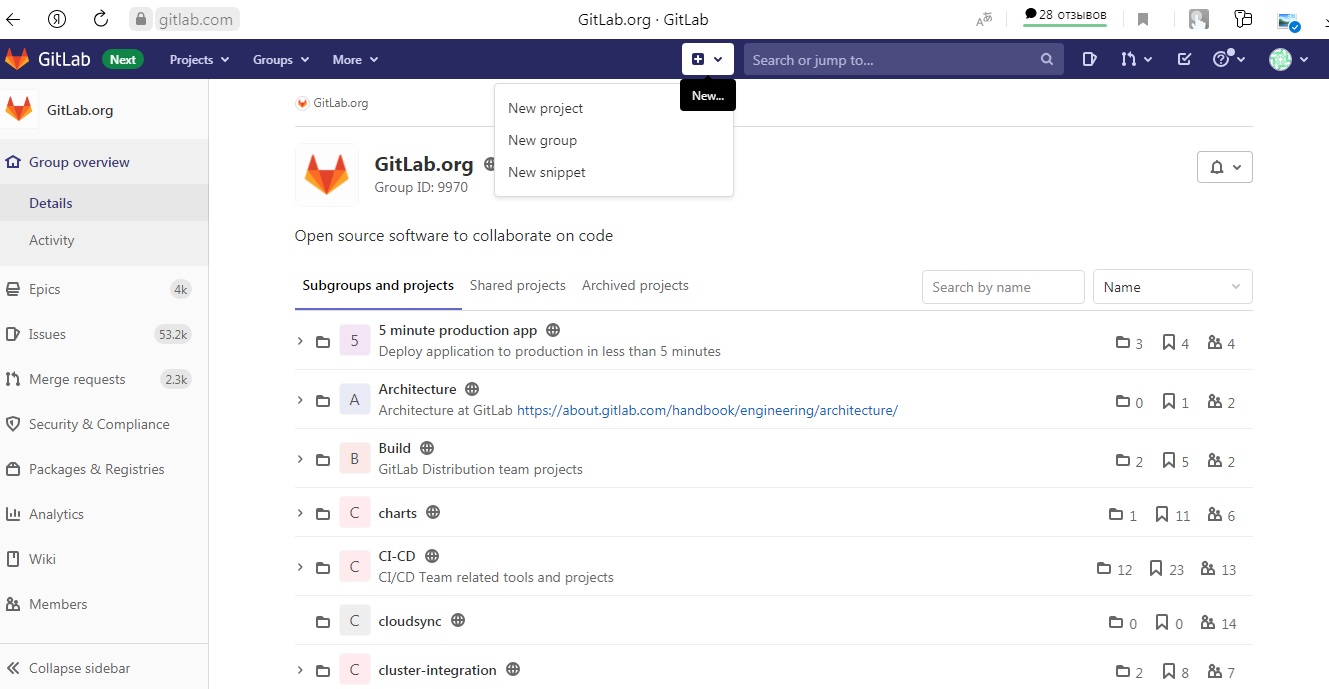 gitlab.com GitLab.org · GitLab 28 отзывов
GitLab Next Projects Groups More Search or jump to...
New...
New project
New group
New snippet
GitLab.org
Group overview
Details
Activity
Epics 4k
Issues 53.2k
Merge requests 2.3k
Security & Compliance
Packages & Registries
Analytics
Wiki
Members
Collapse sidebar
GitLab.org
GitLab.org
Group ID: 9970
Open source software to collaborate on code
Subgroups and projects Shared projects Archived projects Search by name Name
5 5 minute production app 3 4 4
Deploy application to production in less than 5 minutes
A Architecture 0 1 2
Architecture at GitLab https://about.gitlab.com/handbook/engineering/architecture/
B Build 2 5 2
GitLab Distribution team projects
C charts 1 11 6
C CI-CD 12 23 13
CI/CD Team related tools and projects
C cloudsync 0 0 14
C cluster-integration 2 8 7